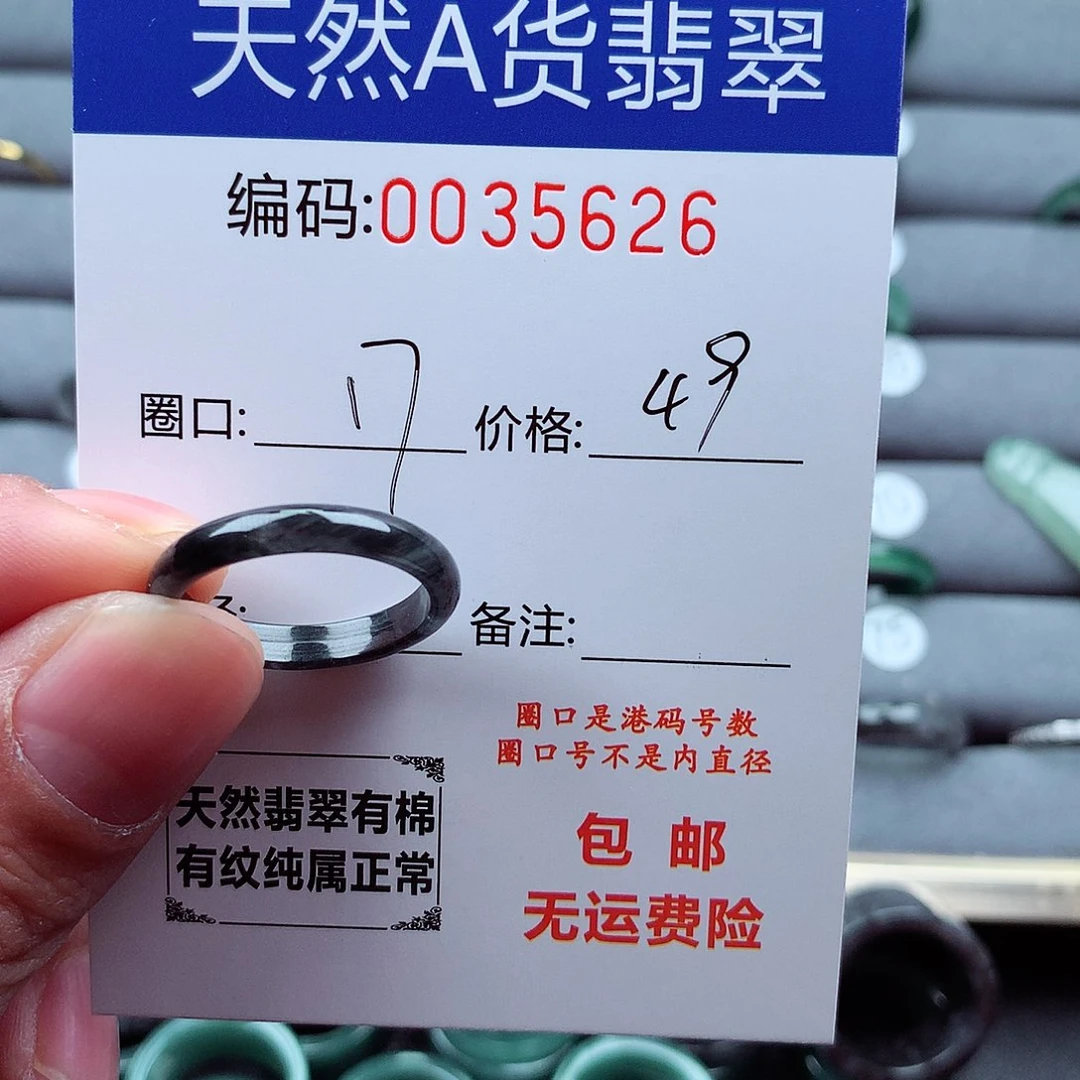 天然A货翡翠
编码:0035626
圈口: 17 价格: 49
径: 备注:
圈口是港码号数
圈口号不是内直径
天然翡翠有棉
有纹纯属正常
包邮
无运费险